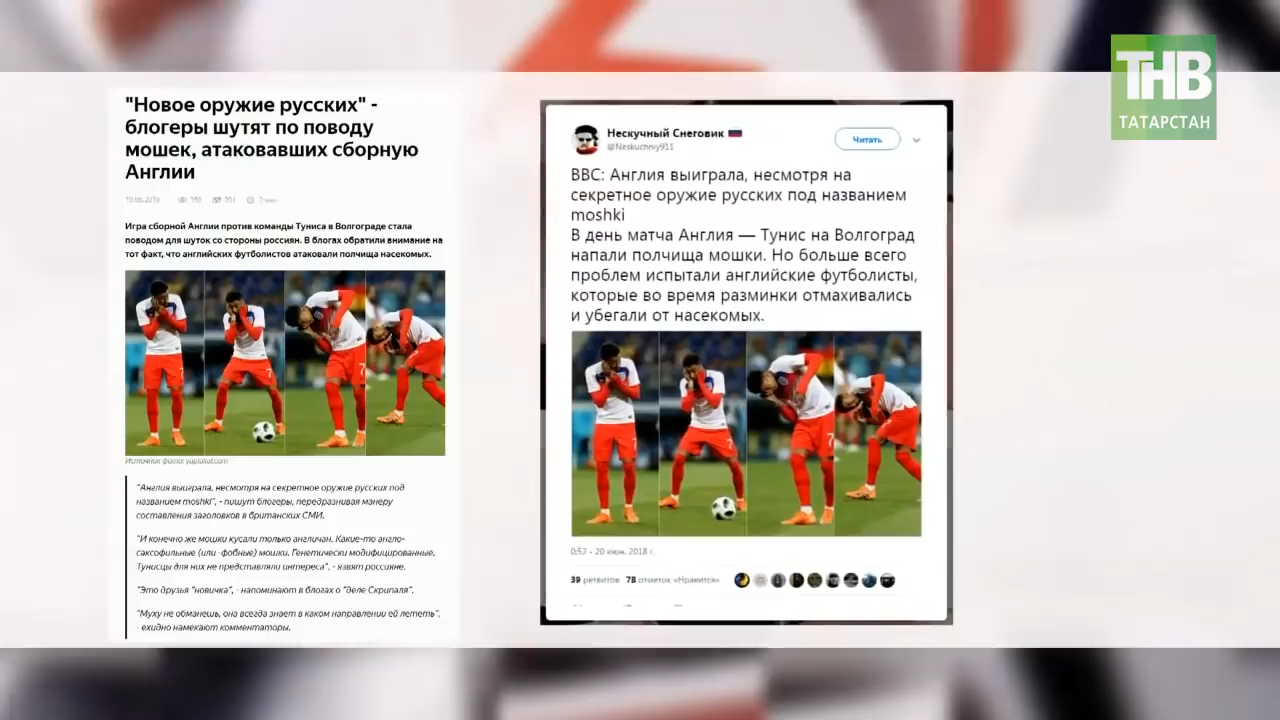 "Новое оружие русских" -
блогеры шутят по поводу
мошек, атаковавших сборную
Англии
Игра сборной Англии против команды Туниса в Волгограде стала
поводом для шуток со стороны россиян. В блогах обратили внимание на
тот факт, что английских футболистов атаковали полчища насекомых.
"Англия выиграла, несмотря на секретное оружие русских под
названием moshki", - пишут блогеры, передразнивая манеру
составления заголовков в британских СМИ.
"И конечно же мошки кусали только англичан. Какие-то англо-
саксофильные (или -фобные) мошки. Генетически модифицированные.
Тунисцы для них не представляли интереса", - язвят россияне.
"Это друзья "новичка", - напоминают в блогах о "деле Скрипаля".
"Муху не обманешь, она всегда знает в каком направлении ей лететь",
- ехидно намекают комментаторы.
Нескучный Снеговик
@Neskuchniy911
Читать
BBC: Англия выиграла, несмотря на
секретное оружие русских под названием
moshki
В день матча Англия — Тунис на Волгоград
напали полчища мошки. Но больше всего
проблем испытали английские футболисты,
которые во время разминки отмахивались
и убегали от насекомых.
0:52 - 20 июн. 2018 г.
39 ретвитов 78 отметок «Нравится»
ТНВ
ТАТАРСТАН